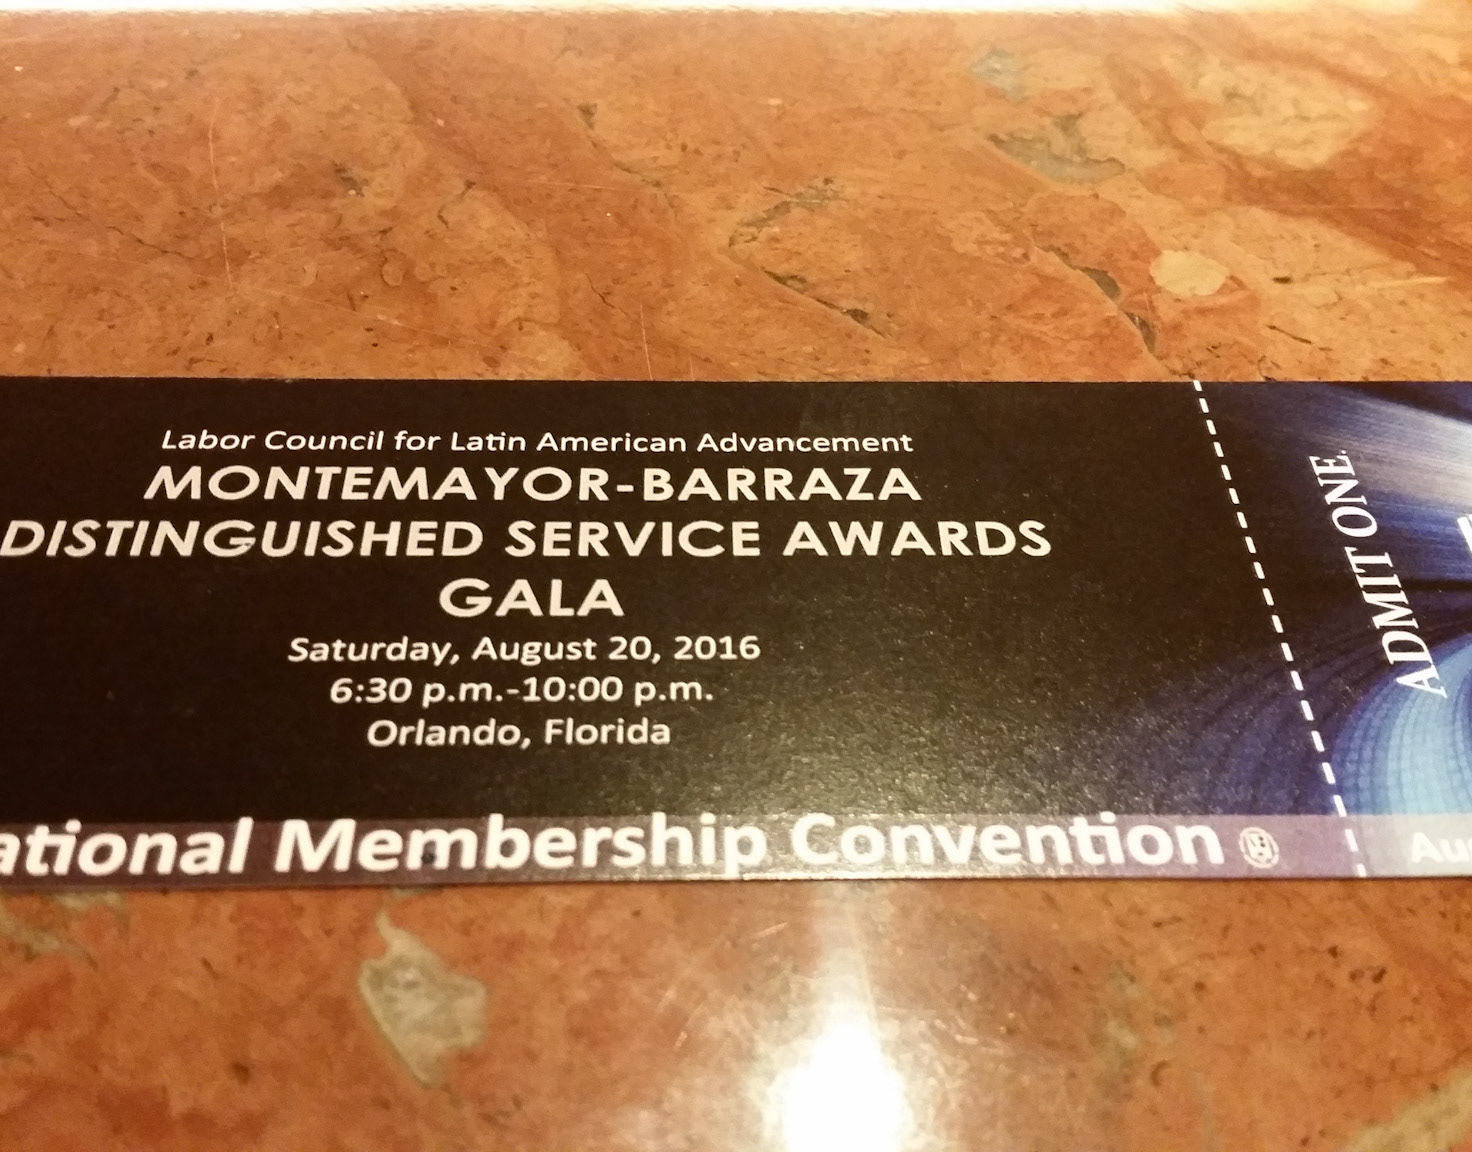 Labor Council for Latin American Advancement
MONTEMAYOR-BARRAZA
DISTINGUISHED SERVICE AWARDS
GALA
Saturday, August 20, 2016
6:30 p.m.-10:00 p.m.
Orlando, Florida
ational Membership Convention
ADMIT ONE